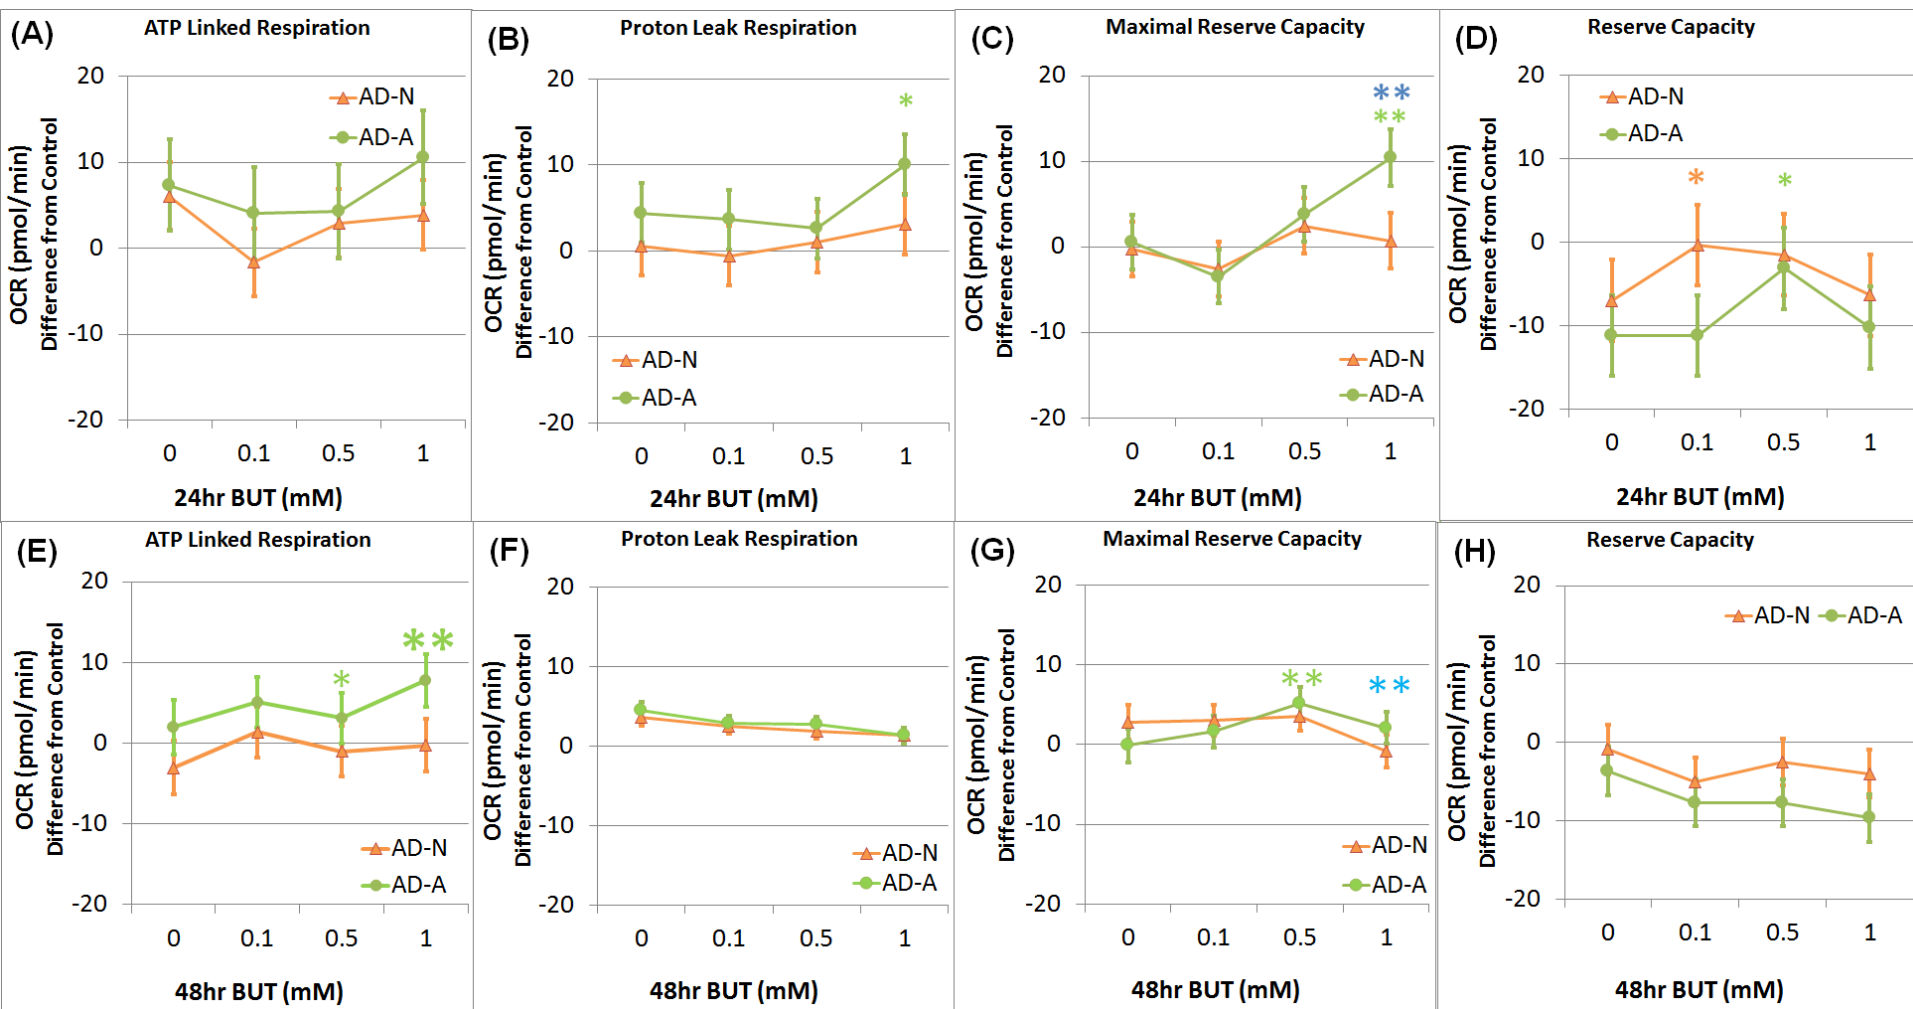 (A)
ATP Linked Respiration
OCR (pmol/min)
Difference from Control
20
10
0
-10
-20
AD-N
AD-A
0 0.1 0.5 1
24hr BUT (mM)
(B)
Proton Leak Respiration
OCR (pmol/min)
Difference from Control
20
10
0
-10
-20
*
AD-N
AD-A
0 0.1 0.5 1
24hr BUT (mM)
(C)
Maximal Reserve Capacity
OCR (pmol/min)
Difference from Control
20
10
0
-10
-20
**
**
AD-N
AD-A
0 0.1 0.5 1
24hr BUT (mM)
(D)
Reserve Capacity
OCR (pmol/min)
Difference from Control
20
10
0
-10
-20
AD-N
AD-A
* *
0 0.1 0.5 1
24hr BUT (mM)
(E)
ATP Linked Respiration
OCR (pmol/min)
Difference from Control
20
10
0
-10
-20
**
*
AD-N
AD-A
0 0.1 0.5 1
48hr BUT (mM)
(F)
Proton Leak Respiration
OCR (pmol/min)
Difference from Control
20
10
0
-10
-20
AD-N
AD-A
0 0.1 0.5 1
48hr BUT (mM)
(G)
Maximal Reserve Capacity
OCR (pmol/min)
Difference from Control
20
10
0
-10
-20
** **
AD-N
AD-A
0 0.1 0.5 1
48hr BUT (mM)
(H)
Reserve Capacity
OCR (pmol/min)
Difference from Control
20
10
0
-10
-20
AD-N AD-A
0 0.1 0.5 1
48hr BUT (mM)